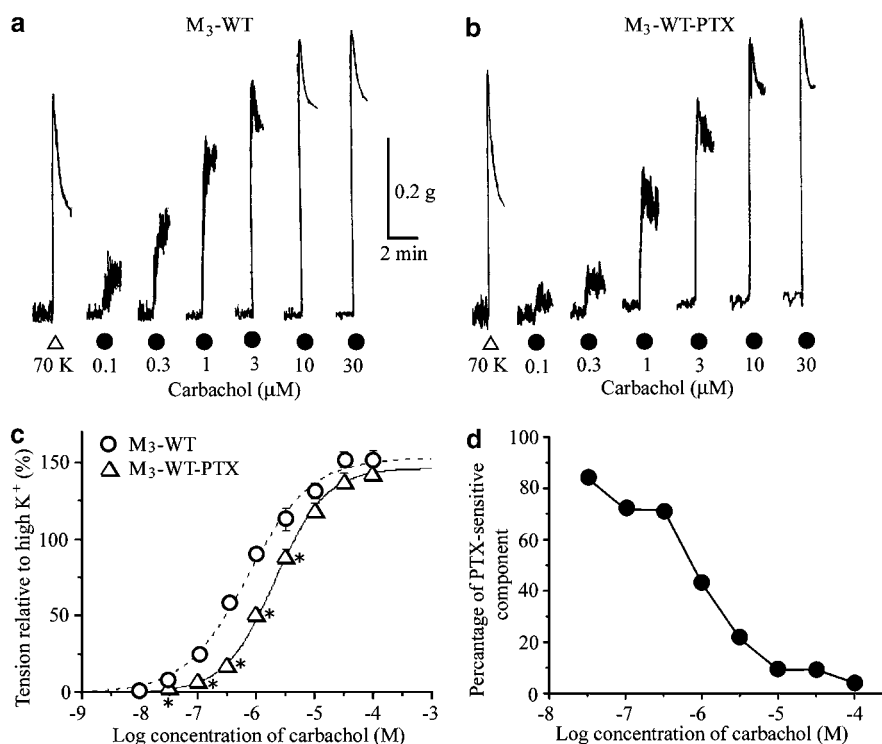 a
M3-WT
b
M3-WT-PTX
0.2 g
2 min
70 K 0.1 0.3 1 3 10 30
Carbachol (μM)
70 K 0.1 0.3 1 3 10 30
Carbachol (μM)
c
M3-WT
M3-WT-PTX
Tension relative to high K+ (%)
150
100
50
0
-9 -8 -7 -6 -5 -4 -3
Log concentration of carbachol (M)
* * * * *
d
Percantage of PTX-sensitive
component
100
80
60
40
20
0
-8 -7 -6 -5 -4
Log concentration of carbachol (M)